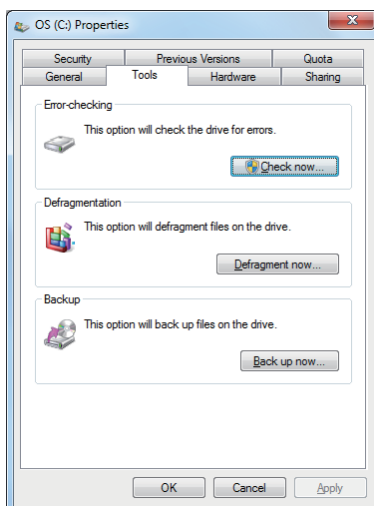 OS (C:) Properties
Security Previous Versions Quota
General Tools Hardware Sharing
Error-checking
This option will check the drive for errors.
Check now...
Defragmentation
This option will defragment files on the drive.
Defragment now...
Backup
This option will back up files on the drive.
Back up now...
OK Cancel Apply